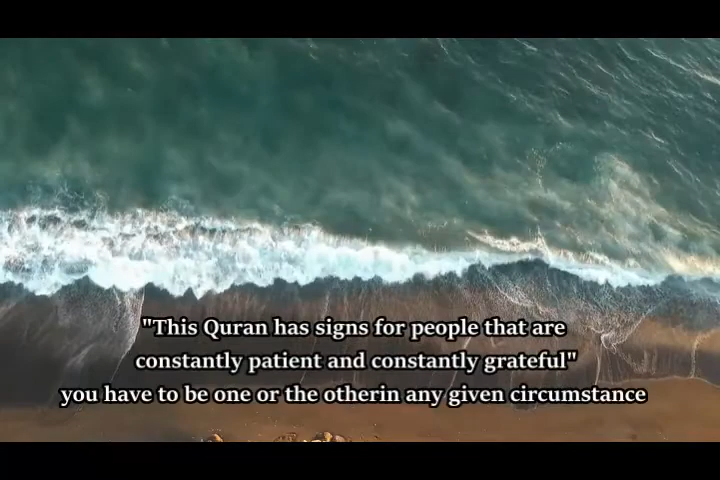 "This Quran has signs for people that are
constantly patient and constantly grateful"
you have to be one or the otherin any given circumstance